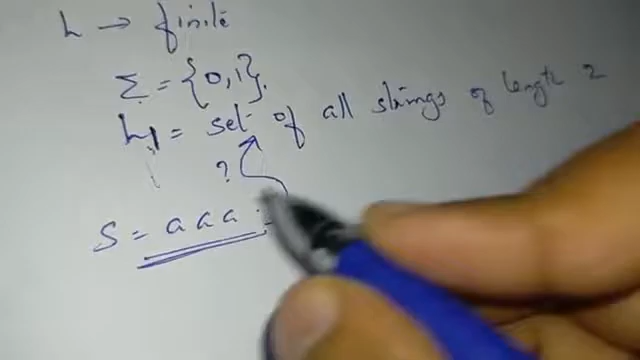 L → finite
Σ = {0,1}.
L1 = set of all strings of length 2
?
S = a a a